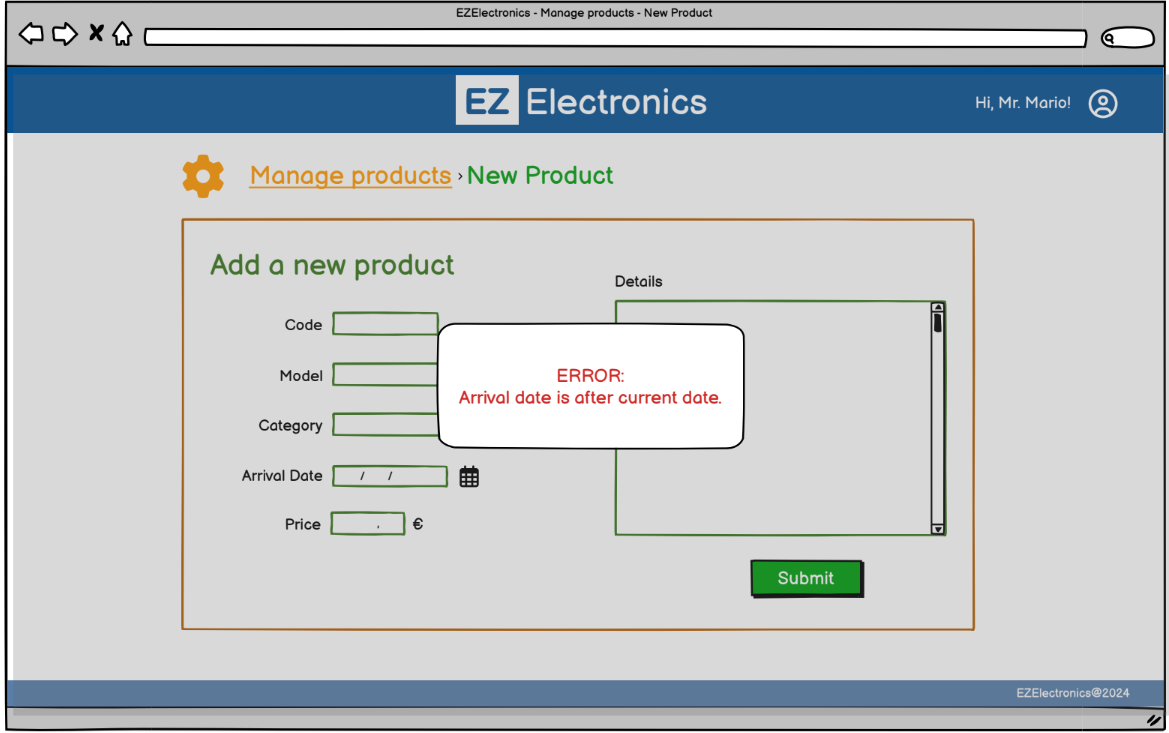 EZElectronics - Manage products - New Product
EZ Electronics
Hi, Mr. Mario!
Manage products › New Product
Add a new product
Details
Code
Model
Category
Arrival Date / /
Price , €
ERROR:
Arrival date is after current date.
Submit
EZElectronics@2024